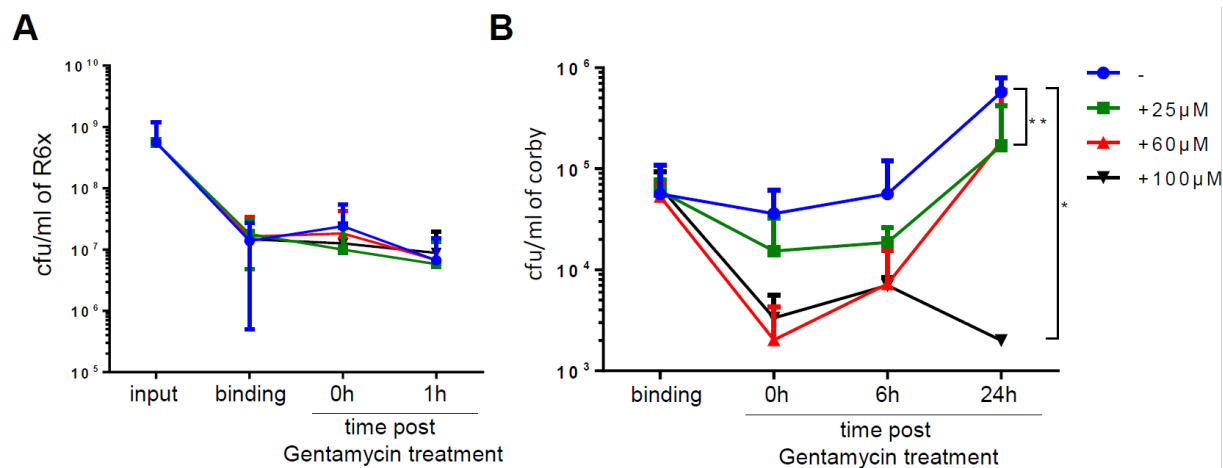 A
cfu/ml of R6x
10^10
10^9
10^8
10^7
10^6
10^5
input binding 0h 1h
time post
Gentamycin treatment
B
cfu/ml of corby
10^6
10^5
10^4
10^3
binding 0h 6h 24h
time post
Gentamycin treatment
-
+25µM
+60µM
+100µM
**
*